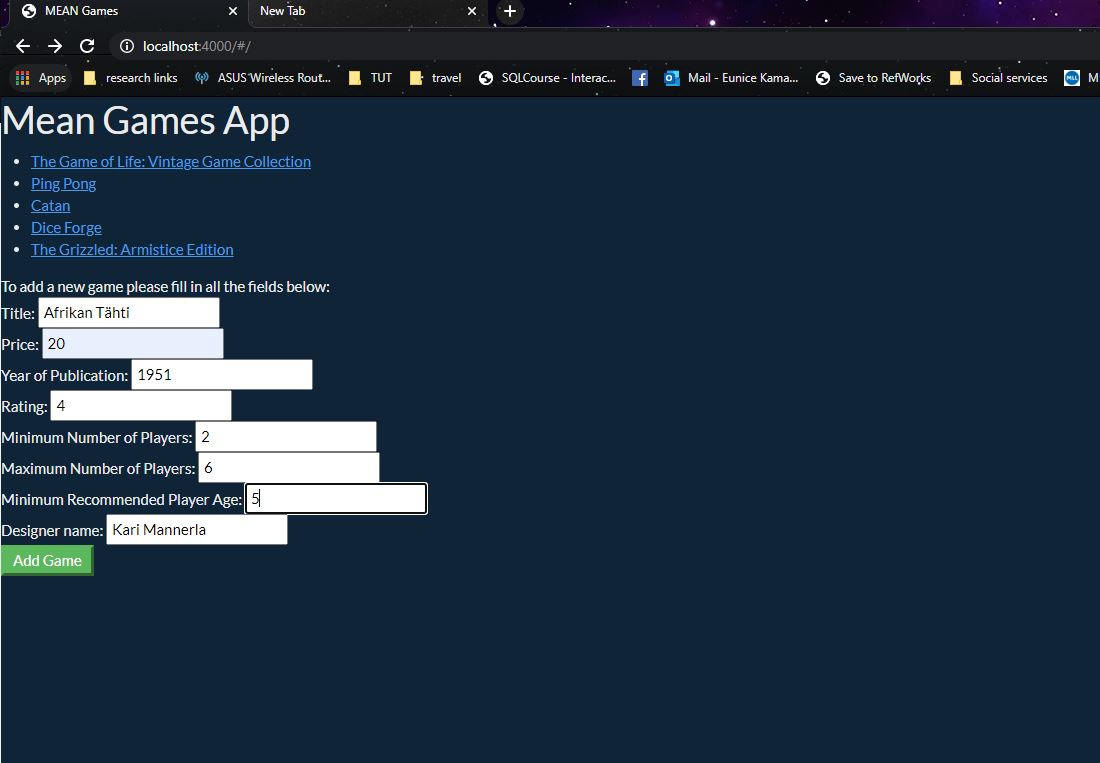 MEAN Games
New Tab
localhost:4000/#/
Apps research links ASUS Wireless Rout... TUT travel SQLCourse - Interac... Mail - Eunice Kama... Save to RefWorks Social services MLL M
Mean Games App
The Game of Life: Vintage Game Collection
Ping Pong
Catan
Dice Forge
The Grizzled: Armistice Edition
To add a new game please fill in all the fields below:
Title: Afrikan Tähti
Price: 20
Year of Publication: 1951
Rating: 4
Minimum Number of Players: 2
Maximum Number of Players: 6
Minimum Recommended Player Age: 5
Designer name: Kari Mannerla
Add Game